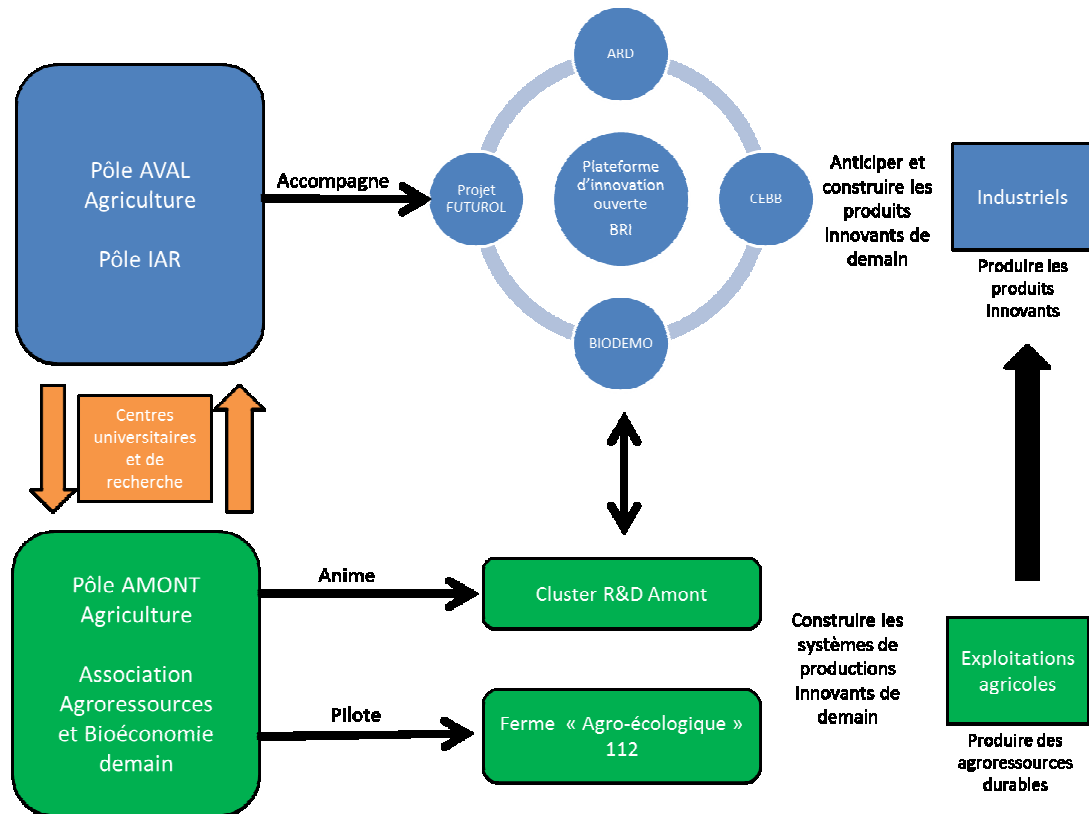 Pôle AVAL
Agriculture
Pôle IAR
Accompagne
ARD
Projet
FUTUROL
Plateforme
d'innovation
ouverte
BRI
CEBB
BIODEMO
Anticiper et
construire les
produits
Innovants de
demain
Industriels
Produire les
produits
Innovants
Centres
universitaires
et de
recherche
Pôle AMONT
Agriculture
Association
Agroressources
et Bioéconomie
demain
Anime
Cluster R&D Amont
Pilote
Ferme « Agro-écologique »
112
Construire les
systèmes de
productions
Innovants de
demain
Exploitations
agricoles
Produire des
agroressources
durables